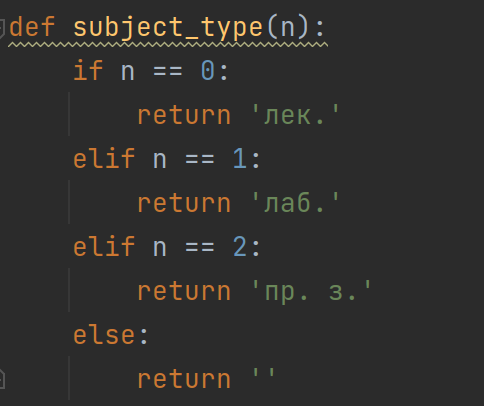 def subject_type(n):
    if n == 0:
        return 'лек.'
    elif n == 1:
        return 'лаб.'
    elif n == 2:
        return 'пр. з.'
    else:
        return ''